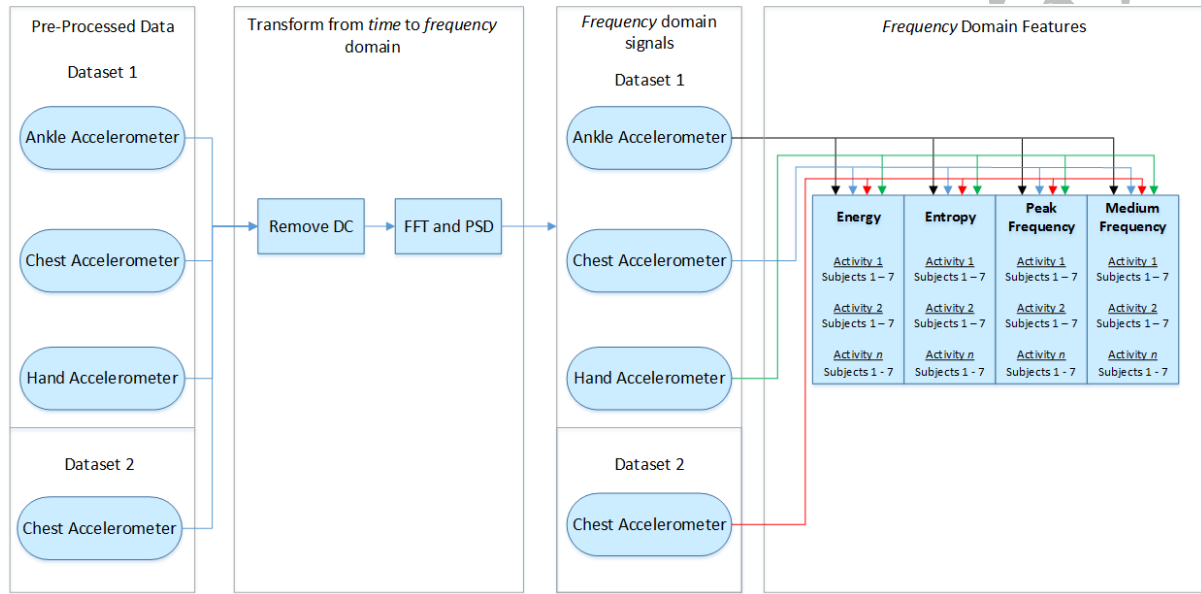 Pre-Processed Data
Dataset 1
Ankle Accelerometer
Chest Accelerometer
Hand Accelerometer
Dataset 2
Chest Accelerometer
Transform from time to frequency
domain
Remove DC
FFT and PSD
Frequency domain
signals
Dataset 1
Ankle Accelerometer
Chest Accelerometer
Hand Accelerometer
Dataset 2
Chest Accelerometer
Frequency Domain Features
Energy
Activity 1
Subjects 1 – 7
Activity 2
Subjects 1 – 7
Activity n
Subjects 1 - 7
Entropy
Activity 1
Subjects 1 – 7
Activity 2
Subjects 1 – 7
Activity n
Subjects 1 - 7
Peak
Frequency
Activity 1
Subjects 1 – 7
Activity 2
Subjects 1 – 7
Activity n
Subjects 1 - 7
Medium
Frequency
Activity 1
Subjects 1 – 7
Activity 2
Subjects 1 – 7
Activity n
Subjects 1 - 7